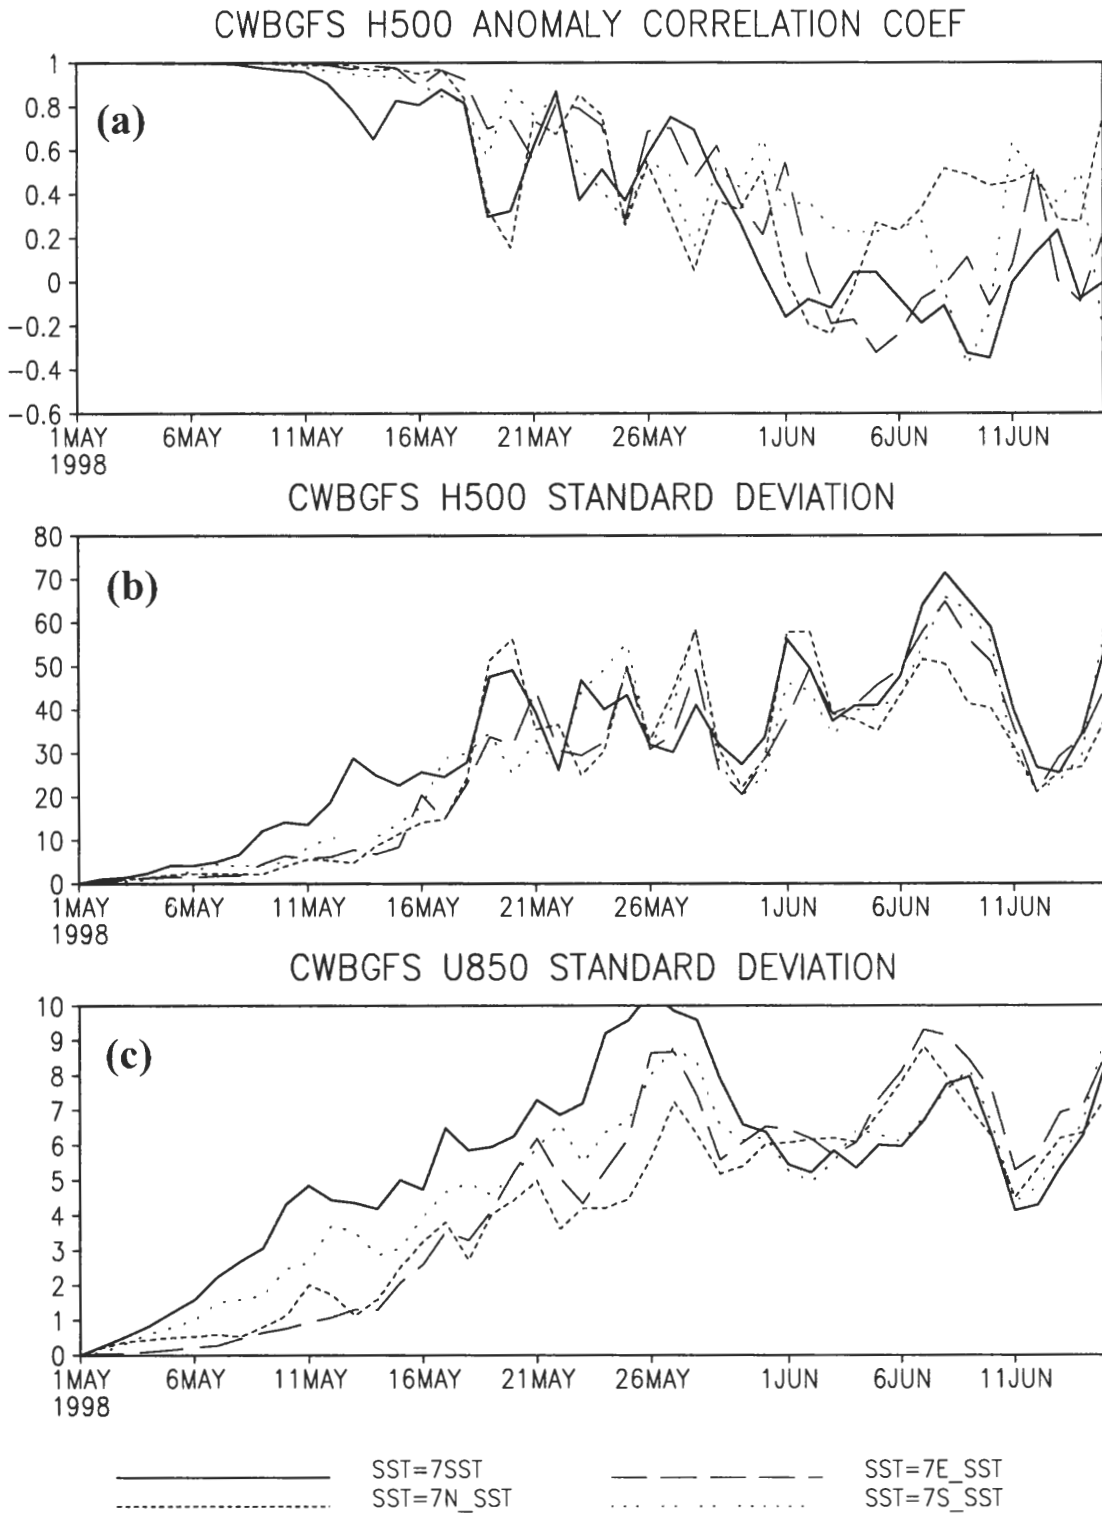 CWBGFS H500 ANOMALY CORRELATION COEF
(a)
1
0.8
0.6
0.4
0.2
0
−0.2
−0.4
−0.6
1MAY 6MAY 11MAY 16MAY 21MAY 26MAY 1JUN 6JUN 11JUN
1998
CWBGFS H500 STANDARD DEVIATION
(b)
80
70
60
50
40
30
20
10
0
1MAY 6MAY 11MAY 16MAY 21MAY 26MAY 1JUN 6JUN 11JUN
1998
CWBGFS U850 STANDARD DEVIATION
(c)
10
9
8
7
6
5
4
3
2
1
0
1MAY 6MAY 11MAY 16MAY 21MAY 26MAY 1JUN 6JUN 11JUN
1998
SST=7SST SST=7E_SST
SST=7N_SST SST=7S_SST